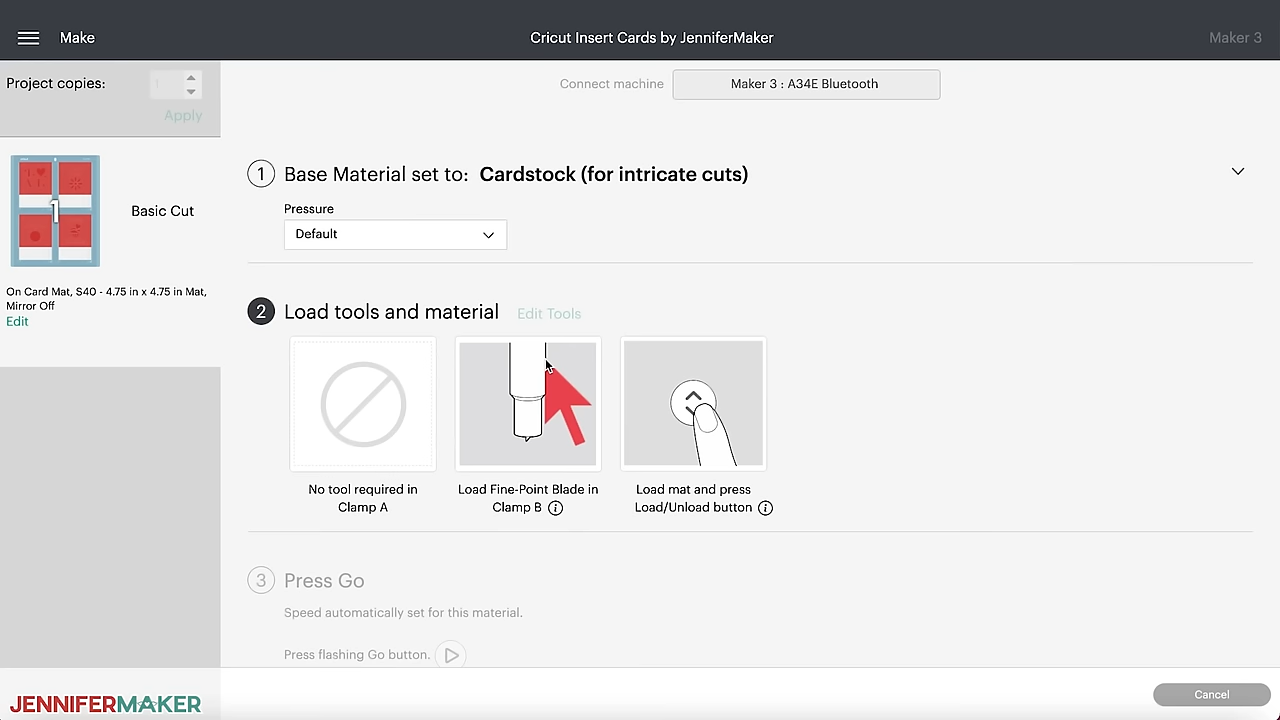 Make
Cricut Insert Cards by JenniferMaker
Maker 3
Project copies:
1
Apply
Connect machine
Maker 3 : A34E Bluetooth
1
Basic Cut
On Card Mat, S40 - 4.75 in x 4.75 in Mat,
Mirror Off
Edit
1 Base Material set to: Cardstock (for intricate cuts)
Pressure
Default
2 Load tools and material
Edit Tools
No tool required in
Clamp A
Load Fine-Point Blade in
Clamp B
Load mat and press
Load/Unload button
3 Press Go
Speed automatically set for this material.
Press flashing Go button.
JENNIFERMAKER
Cancel